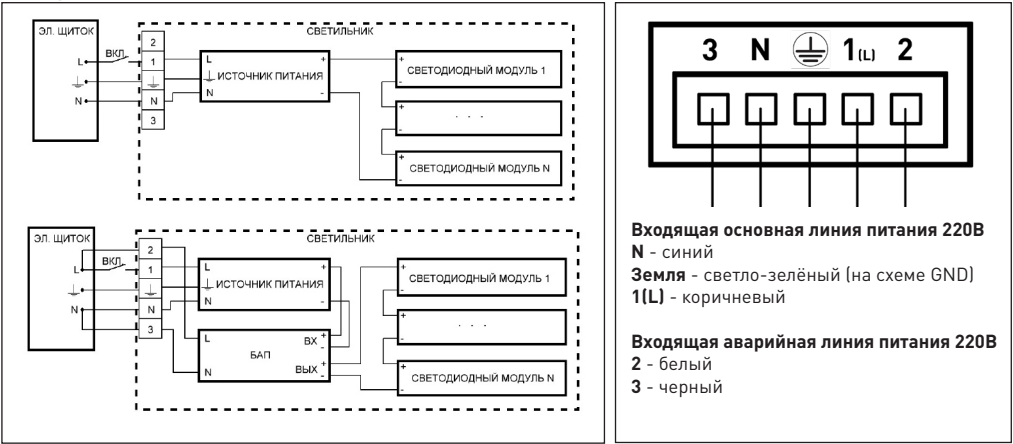 ЭЛ. ЩИТОК
СВЕТИЛЬНИК
ВКЛ.
L
N
2
1
N
3
L
ИСТОЧНИК ПИТАНИЯ
N
+
-
+
СВЕТОДИОДНЫЙ МОДУЛЬ 1
-
+
. . .
-
+
СВЕТОДИОДНЫЙ МОДУЛЬ N
-
ЭЛ. ЩИТОК
СВЕТИЛЬНИК
ВКЛ.
L
N
2
1
N
3
L
ИСТОЧНИК ПИТАНИЯ
N
+
-
L
БАП
N
ВХ +
-
ВЫХ +
-
+
СВЕТОДИОДНЫЙ МОДУЛЬ 1
-
+
. . .
-
+
СВЕТОДИОДНЫЙ МОДУЛЬ N
-
3 N 1(L) 2
Входящая основная линия питания 220В
N - синий
Земля - светло-зелёный (на схеме GND)
1(L) - коричневый
Входящая аварийная линия питания 220В
2 - белый
3 - черный